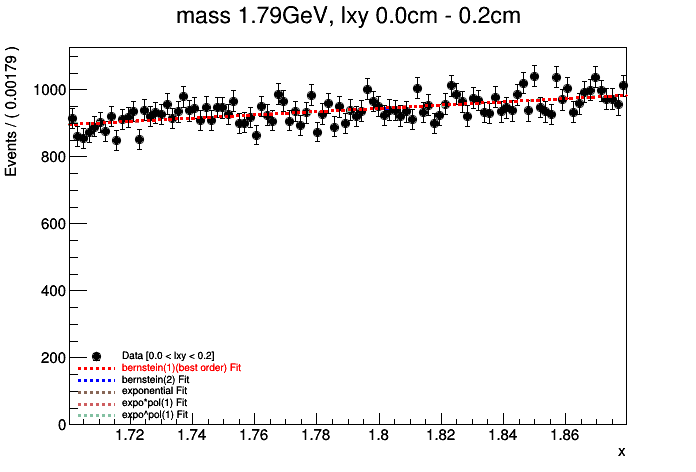 mass 1.79GeV, lxy 0.0cm - 0.2cm
Events / ( 0.00179 )
1000
800
600
400
200
0
Data [0.0 < lxy < 0.2]
bernstein(1)(best order) Fit
bernstein(2) Fit
exponential Fit
expo*pol(1) Fit
expo^pol(1) Fit
1.72 1.74 1.76 1.78 1.8 1.82 1.84 1.86
x